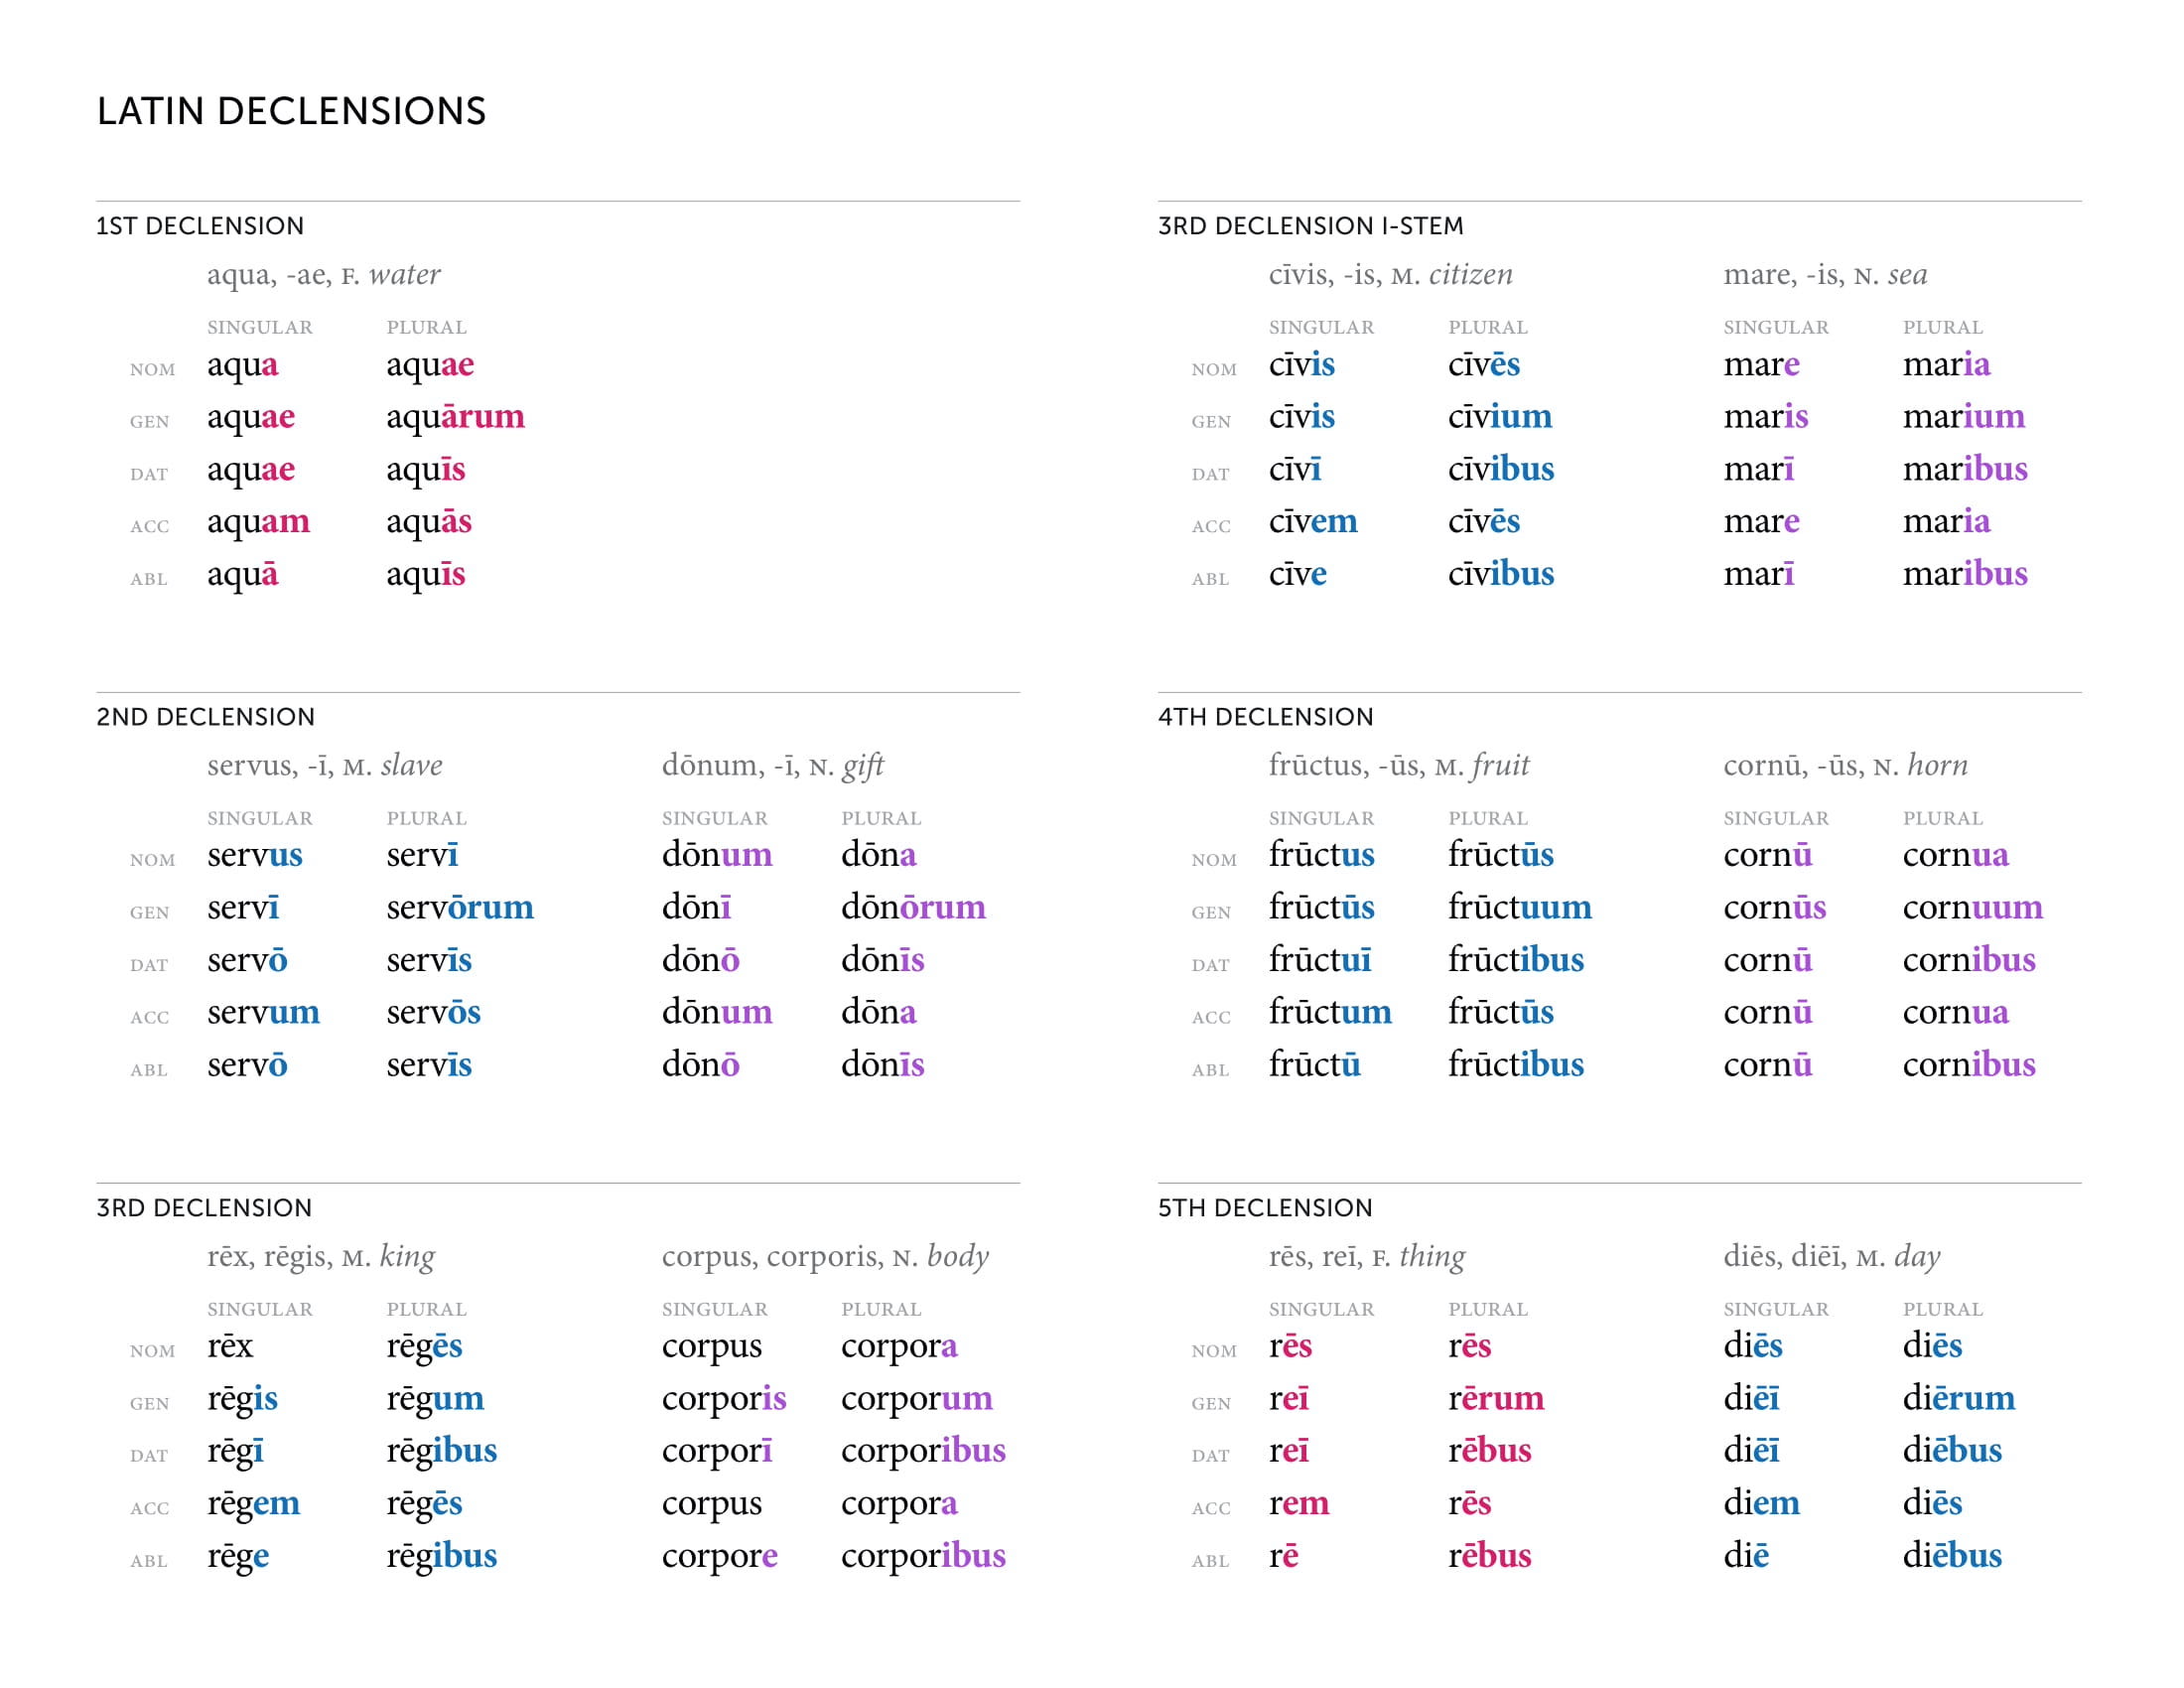 LATIN DECLENSIONS
1ST DECLENSION
aqua, -ae, F. water
SINGULAR PLURAL
NOM aqua aquae
GEN aquae aquārum
DAT aquae aquīs
ACC aquam aquās
ABL aquā aquīs
2ND DECLENSION
servus, -ī, M. slave dōnum, -ī, N. gift
SINGULAR PLURAL SINGULAR PLURAL
NOM servus servī dōnum dōna
GEN servī servōrum dōnī dōnōrum
DAT servō servīs dōnō dōnīs
ACC servum servōs dōnum dōna
ABL servō servīs dōnō dōnīs
3RD DECLENSION
rēx, rēgis, M. king corpus, corporis, N. body
SINGULAR PLURAL SINGULAR PLURAL
NOM rēx rēgēs corpus corpora
GEN rēgis rēgum corporis corporum
DAT rēgī rēgibus corporī corporibus
ACC rēgem rēgēs corpus corpora
ABL rēge rēgibus corpore corporibus
3RD DECLENSION I-STEM
cīvis, -is, M. citizen mare, -is, N. sea
SINGULAR PLURAL SINGULAR PLURAL
NOM cīvis cīvēs mare maria
GEN cīvis cīvium maris marium
DAT cīvī cīvibus marī maribus
ACC cīvem cīvēs mare maria
ABL cīve cīvibus marī maribus
4TH DECLENSION
frūctus, -ūs, M. fruit cornū, -ūs, N. horn
SINGULAR PLURAL SINGULAR PLURAL
NOM frūctus frūctūs cornū cornua
GEN frūctūs frūctuum cornūs cornuum
DAT frūctuī frūctibus cornū cornibus
ACC frūctum frūctūs cornū cornua
ABL frūctū frūctibus cornū cornibus
5TH DECLENSION
rēs, reī, F. thing diēs, diēī, M. day
SINGULAR PLURAL SINGULAR PLURAL
NOM rēs rēs diēs diēs
GEN reī rērum diēī diērum
DAT reī rēbus diēī diēbus
ACC rem rēs diem diēs
ABL rē rēbus diē diēbus